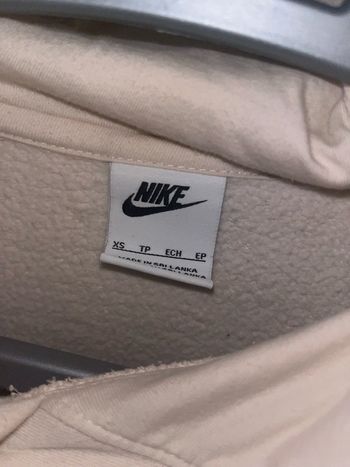 NIKE
XS TP ECH EP
MADE IN SRI LANKA